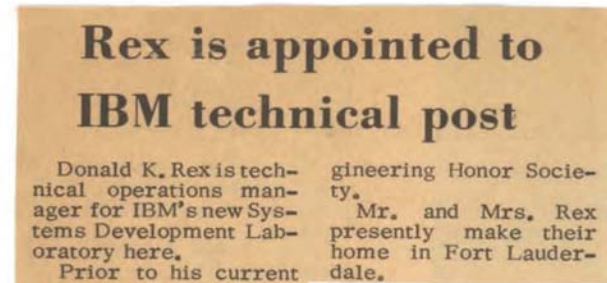 Rex is appointed to
IBM technical post
Donald K. Rex is tech-
nical operations man-
ager for IBM's new Sys-
tems Development Lab-
oratory here.
Prior to his current
gineering Honor Socie-
ty.
Mr. and Mrs. Rex
presently make their
home in Fort Lauder-
dale.